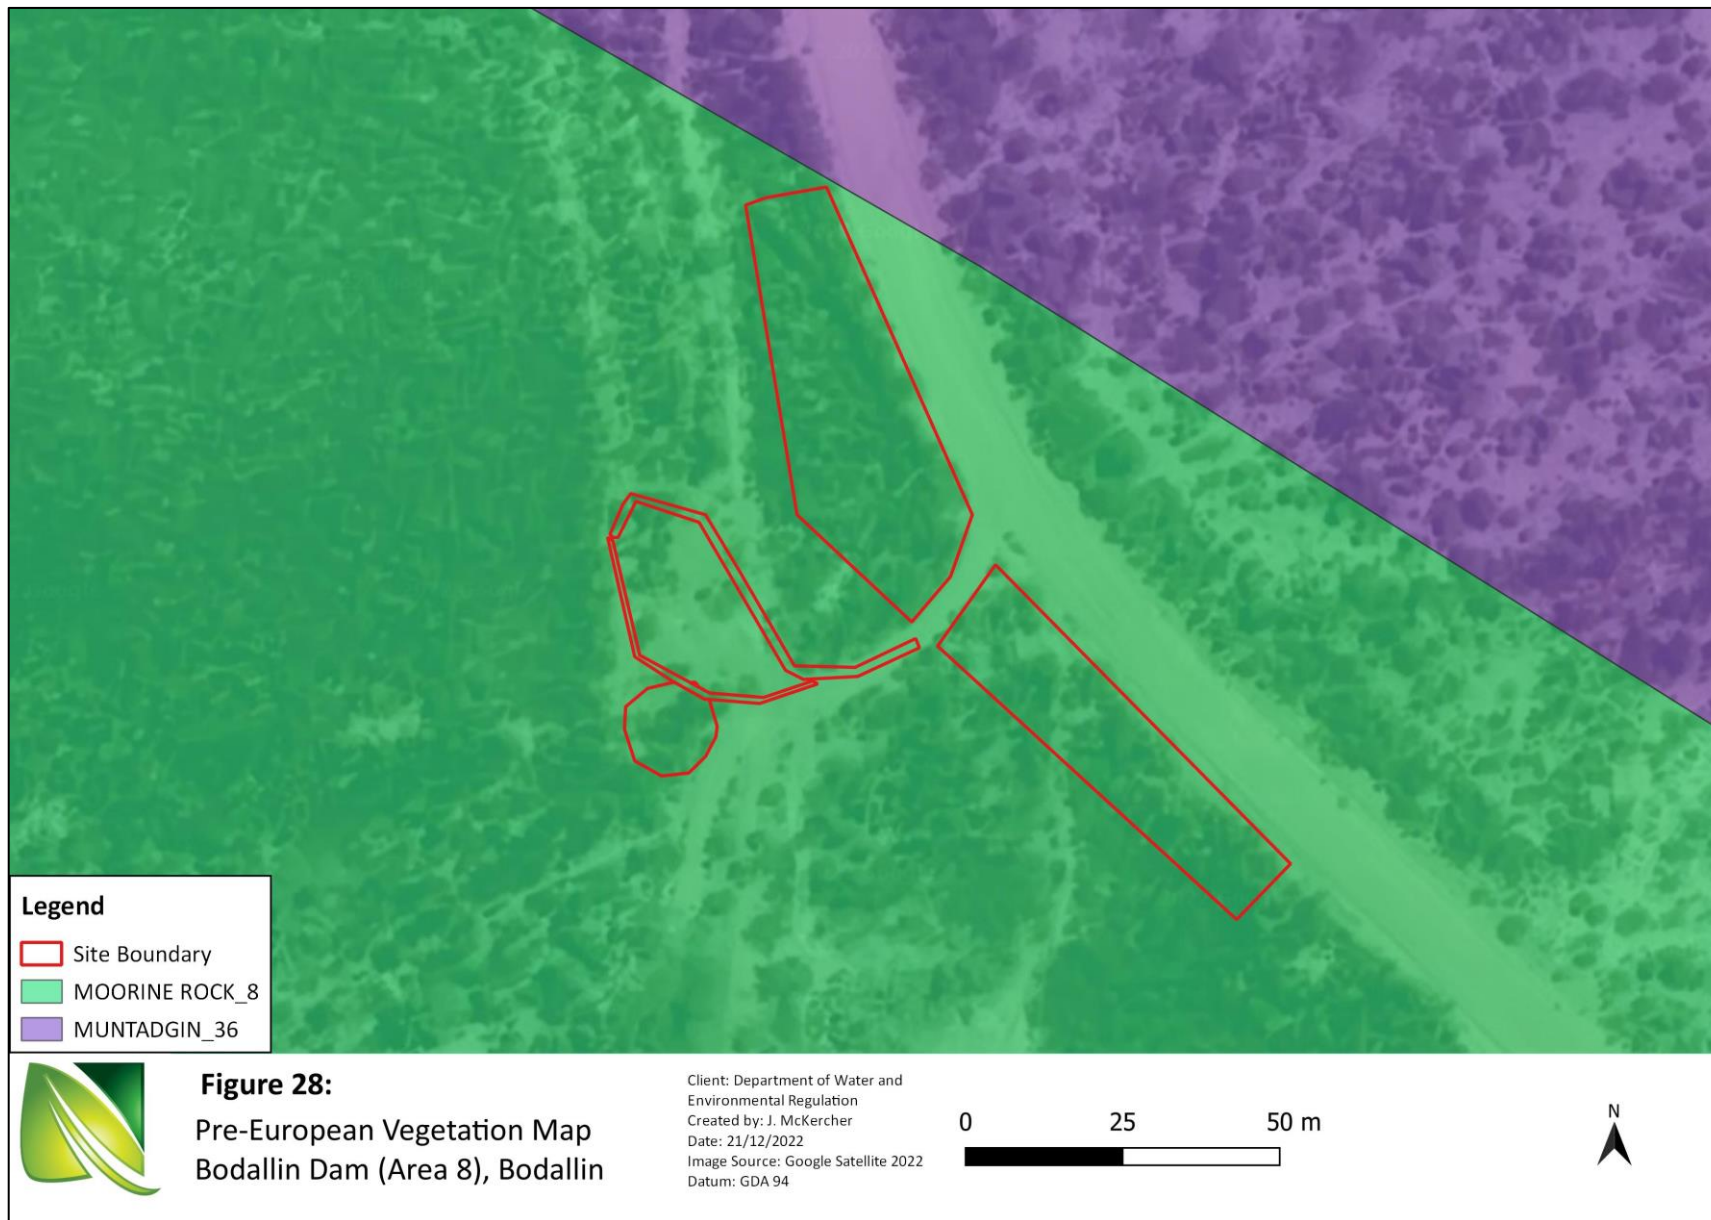 Legend
Site Boundary
MOORINE ROCK_8
MUNTADGIN_36
Figure 28:
Pre-European Vegetation Map
Bodallin Dam (Area 8), Bodallin
Client: Department of Water and
Environmental Regulation
Created by: J. McKercher
Date: 21/12/2022
Image Source: Google Satellite 2022
Datum: GDA 94
0 25 50 m
N